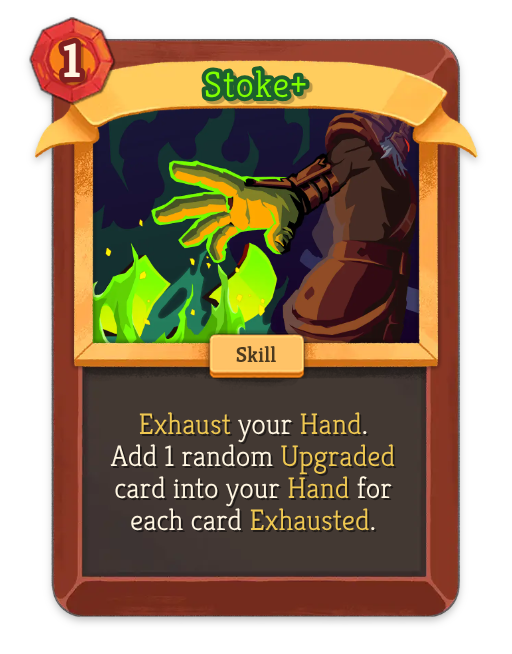 1
Stoke+
Skill
Exhaust your Hand.
Add 1 random Upgraded
card into your Hand for
each card Exhausted.